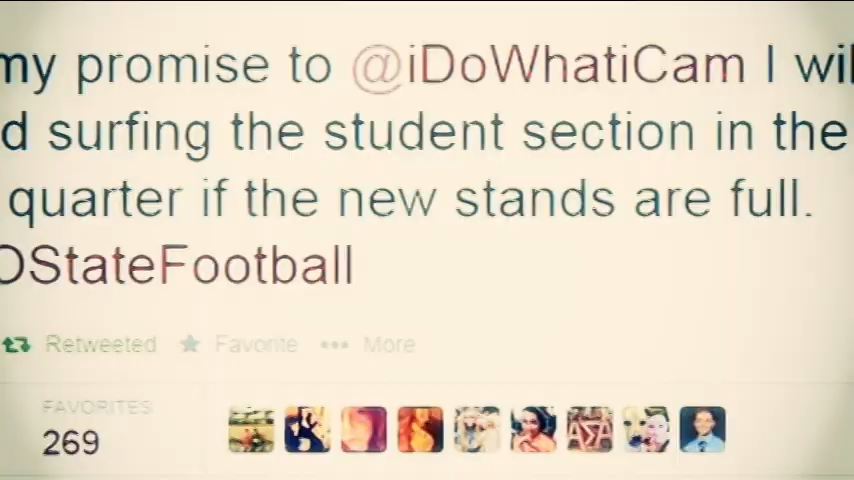 my promise to @iDoWhatiCam I wil
d surfing the student section in the
quarter if the new stands are full.
OStateFootball
Retweeted Favorite ••• More
FAVORITES
269
ΑΣΑ